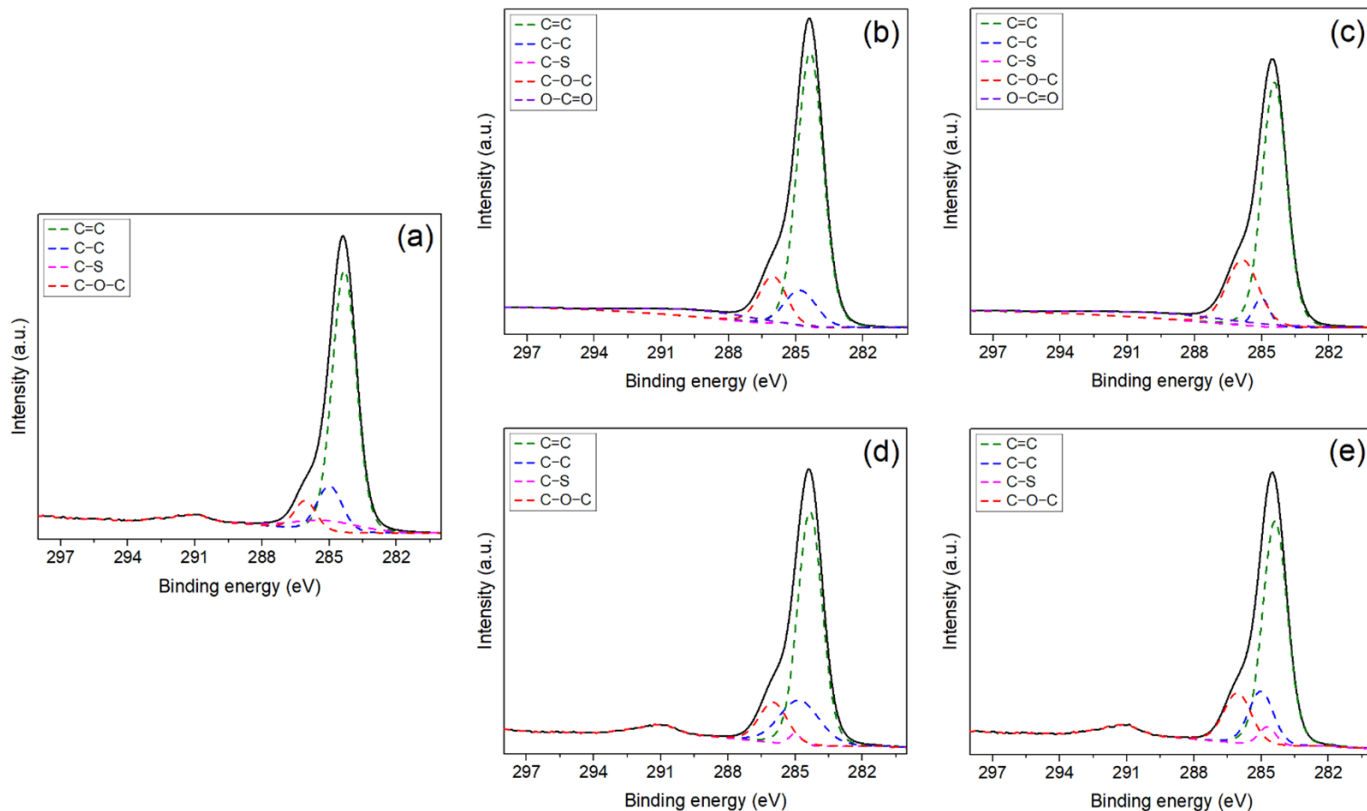 C=C
C–C
C–S
C–O–C
(a)
Intensity (a.u.)
297 294 291 288 285 282
Binding energy (eV)
C=C
C–C
C–S
C–O–C
O–C=O
(b)
Intensity (a.u.)
297 294 291 288 285 282
Binding energy (eV)
C=C
C–C
C–S
C–O–C
O–C=O
(c)
Intensity (a.u.)
297 294 291 288 285 282
Binding energy (eV)
C=C
C–C
C–S
C–O–C
(d)
Intensity (a.u.)
297 294 291 288 285 282
Binding energy (eV)
C=C
C–C
C–S
C–O–C
(e)
Intensity (a.u.)
297 294 291 288 285 282
Binding energy (eV)